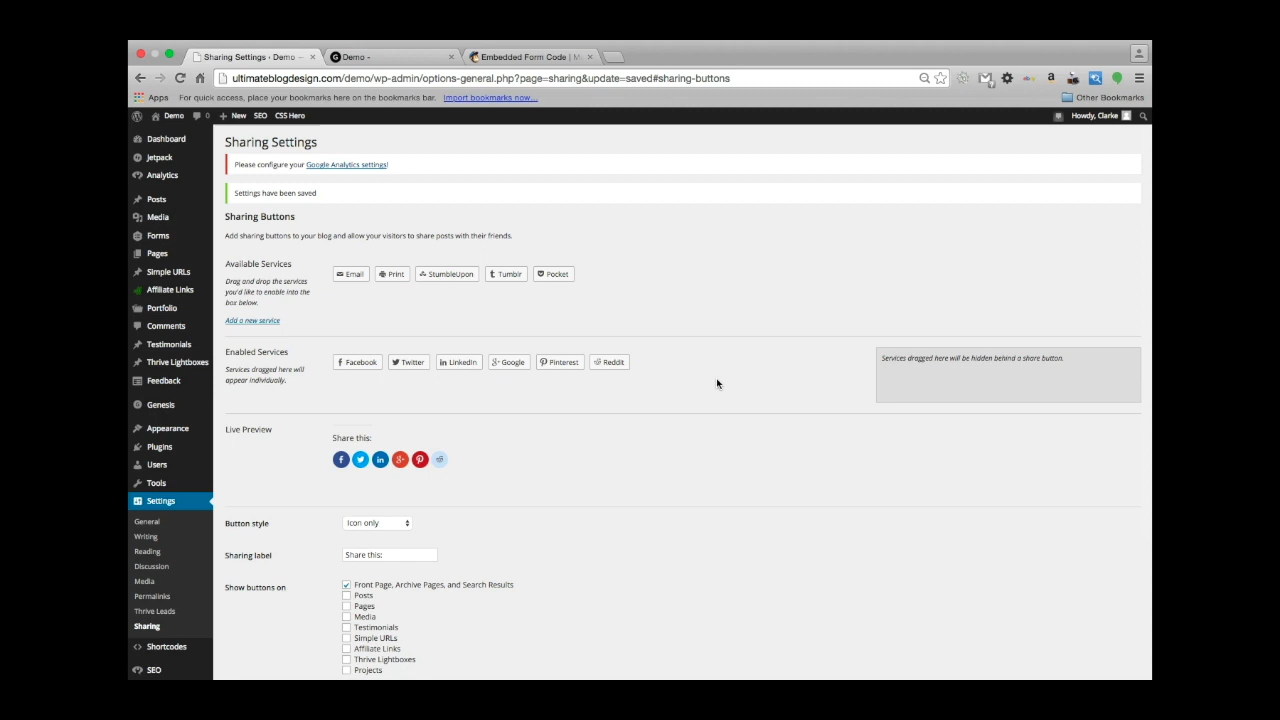 Sharing Settings › Demo —
Demo -
Embedded Form Code | M
ultimateblogdesign.com/demo/wp-admin/options-general.php?page=sharing&update=saved#sharing-buttons
Apps For quick access, place your bookmarks here on the bookmarks bar. Import bookmarks now... Other Bookmarks
Demo 0 + New SEO CSS Hero Howdy, Clarke
Dashboard
Jetpack
Analytics
Posts
Media
Forms
Pages
Simple URLs
Affiliate Links
Portfolio
Comments
Testimonials
Thrive Lightboxes
Feedback
Genesis
Appearance
Plugins
Users
Tools
Settings
General
Writing
Reading
Discussion
Media
Permalinks
Thrive Leads
Sharing
Shortcodes
SEO
Sharing Settings
Please configure your Google Analytics settings!
Settings have been saved
Sharing Buttons
Add sharing buttons to your blog and allow your visitors to share posts with their friends.
Available Services
Drag and drop the services
you'd like to enable into the
box below.
Add a new service
Email Print StumbleUpon Tumblr Pocket
Enabled Services
Services dragged here will
appear individually.
Facebook Twitter LinkedIn Google Pinterest Reddit
Services dragged here will be hidden behind a share button.
Live Preview
Share this:
Button style Icon only
Sharing label Share this:
Show buttons on
Front Page, Archive Pages, and Search Results
Posts
Pages
Media
Testimonials
Simple URLs
Affiliate Links
Thrive Lightboxes
Projects